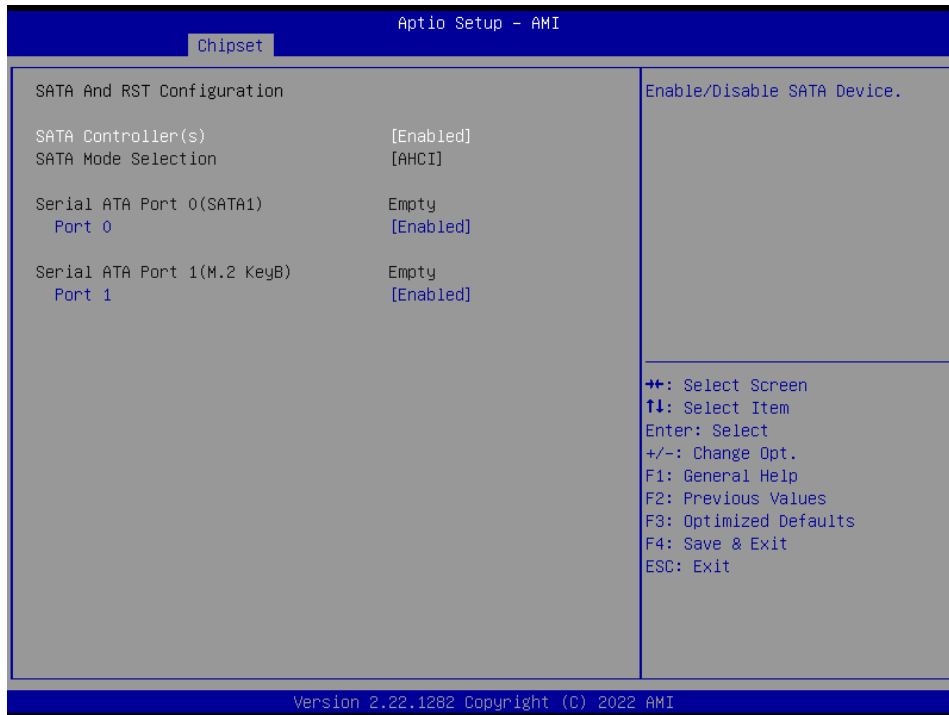 Aptio Setup – AMI
Chipset
SATA And RST Configuration
SATA Controller(s) [Enabled]
SATA Mode Selection [AHCI]
Serial ATA Port 0(SATA1) Empty
Port 0 [Enabled]
Serial ATA Port 1(M.2 KeyB) Empty
Port 1 [Enabled]
Enable/Disable SATA Device.
→←: Select Screen
↑↓: Select Item
Enter: Select
+/-: Change Opt.
F1: General Help
F2: Previous Values
F3: Optimized Defaults
F4: Save & Exit
ESC: Exit
Version 2.22.1282 Copyright (C) 2022 AMI